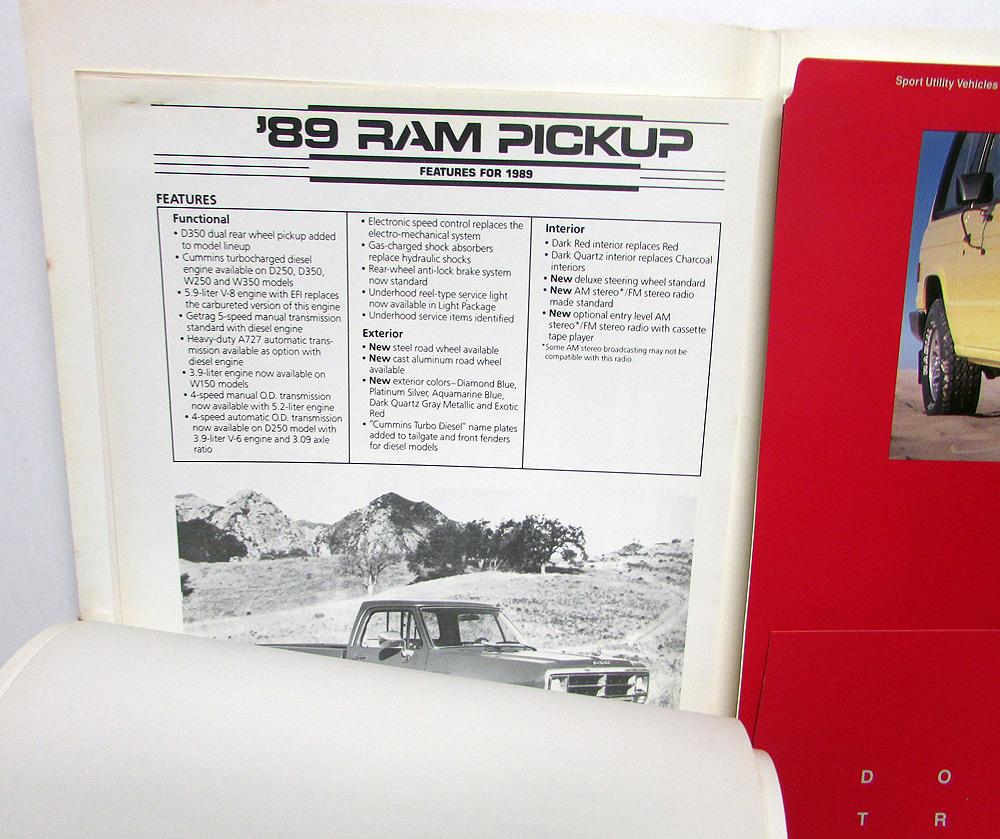 '89 RAM PICKUP
FEATURES FOR 1989
FEATURES
Functional
• D350 dual rear wheel pickup added
to model lineup
• Cummins turbocharged diesel
engine available on D250, D350,
W250 and W350 models
• 5.9-liter V-8 engine with EFI replaces
the carbureted version of this engine
• Getrag 5-speed manual transmission
standard with diesel engine
• Heavy-duty A727 automatic trans-
mission available as option with
diesel engine
• 3.9-liter engine now available on
W150 models
• 4-speed manual O.D. transmission
now available with 5.2-liter engine
• 4-speed automatic O.D. transmission
now available on D250 model with
3.9-liter V-6 engine and 3.09 axle
ratio
• Electronic speed control replaces the
electro-mechanical system
• Gas-charged shock absorbers
replace hydraulic shocks
• Rear-wheel anti-lock brake system
now standard
• Underhood reel-type service light
now available in Light Package
• Underhood service items identified
Exterior
• New steel road wheel available
• New cast aluminum road wheel
available
• New exterior colors–Diamond Blue,
Platinum Silver, Aquamarine Blue,
Dark Quartz Gray Metallic and Exotic
Red
• "Cummins Turbo Diesel" name plates
added to tailgate and front fenders
for diesel models
Interior
• Dark Red interior replaces Red
• Dark Quartz interior replaces Charcoal
interiors
• New deluxe steering wheel standard
• New AM stereo*/FM stereo radio
made standard
• New optional entry level AM
stereo*/FM stereo radio with cassette
tape player
*Some AM stereo broadcasting may not be
compatible with this radio.
DODGE
Sport Utility Vehicles
D O
T R